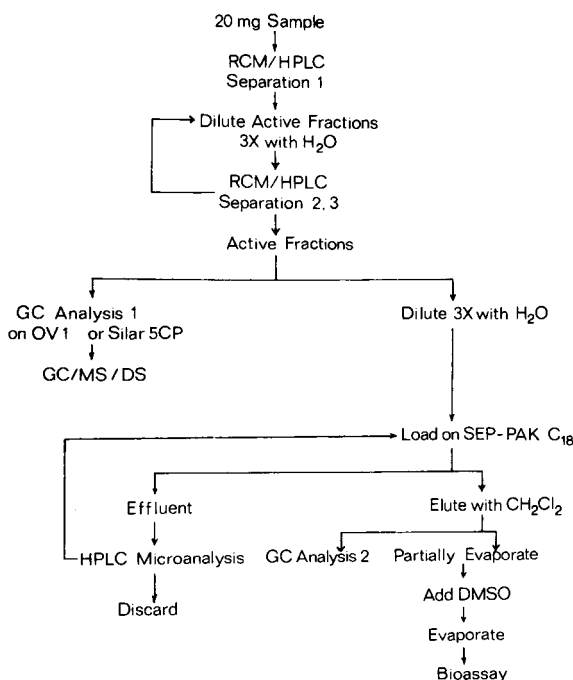 20 mg Sample
RCM/HPLC
Separation 1
Dilute Active Fractions
3X with H₂O
RCM/HPLC
Separation 2, 3
Active Fractions
GC Analysis 1
on OV1 or Silar 5CP
GC/MS/DS
Dilute 3X with H₂O
Load on SEP-PAK C₁₈
Effluent
HPLC Microanalysis
Discard
Elute with CH₂Cl₂
GC Analysis 2
Partially Evaporate
Add DMSO
Evaporate
Bioassay